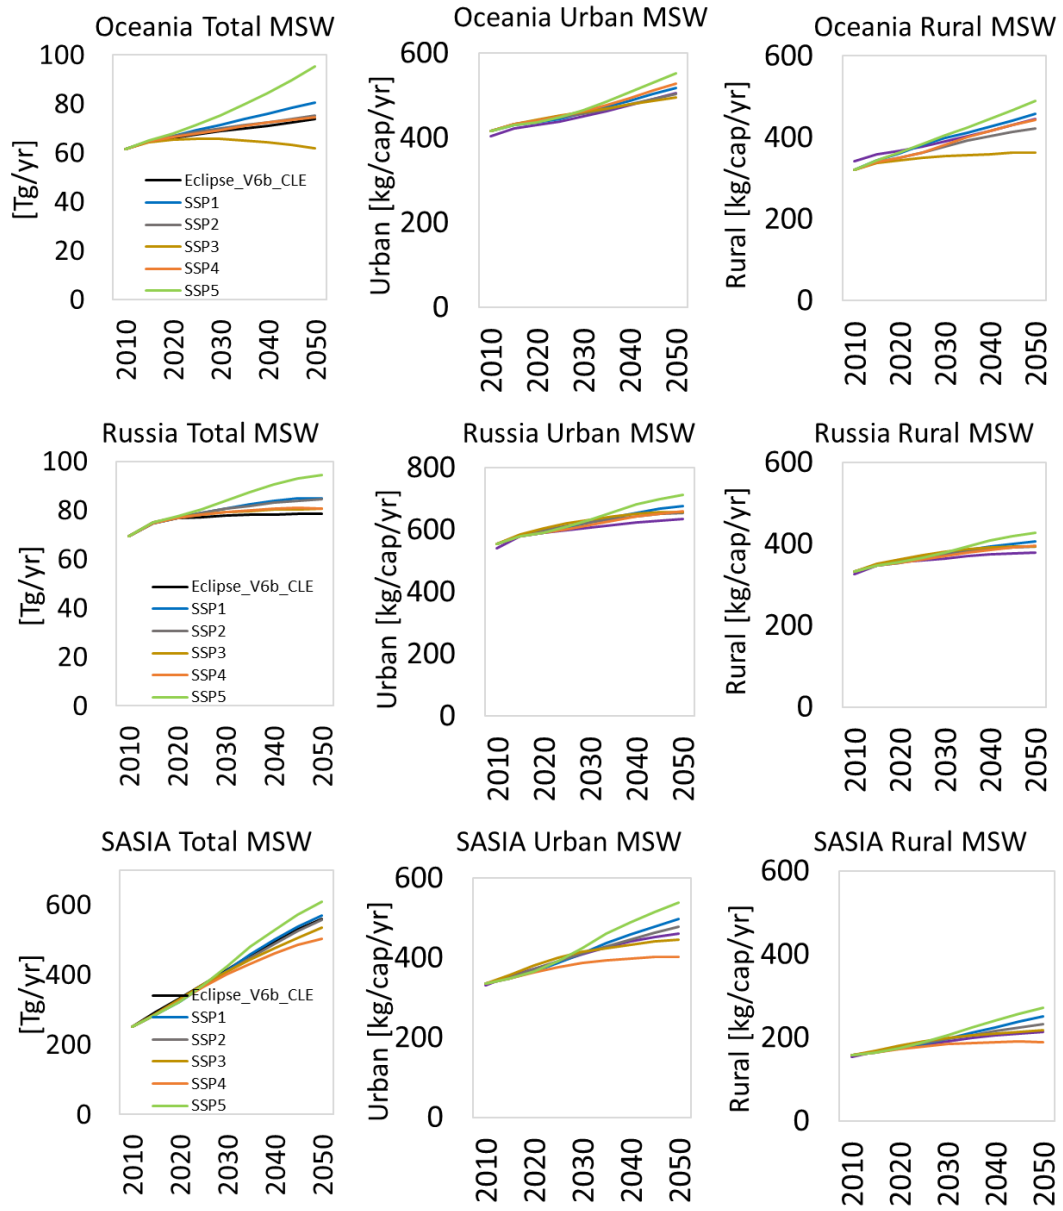 Oceania Total MSW
[Tg/yr]
100
80
60
40
20
0
Eclipse_V6b_CLE
SSP1
SSP2
SSP3
SSP4
SSP5
2010
2020
2030
2040
2050
Oceania Urban MSW
Urban [kg/cap/yr]
600
400
200
0
2010
2020
2030
2040
2050
Oceania Rural MSW
Rural [kg/cap/yr]
600
400
200
0
2010
2020
2030
2040
2050
Russia Total MSW
[Tg/yr]
100
80
60
40
20
0
Eclipse_V6b_CLE
SSP1
SSP2
SSP3
SSP4
SSP5
2010
2020
2030
2040
2050
Russia Urban MSW
Urban [kg/cap/yr]
800
600
400
200
0
2010
2020
2030
2040
2050
Russia Rural MSW
Rural [kg/cap/yr]
600
400
200
0
2010
2020
2030
2040
2050
SASIA Total MSW
[Tg/yr]
600
400
200
0
Eclipse_V6b_CLE
SSP1
SSP2
SSP3
SSP4
SSP5
2010
2020
2030
2040
2050
SASIA Urban MSW
Urban [kg/cap/yr]
600
400
200
0
2010
2020
2030
2040
2050
SASIA Rural MSW
Rural [kg/cap/yr]
600
400
200
0
2010
2020
2030
2040
2050